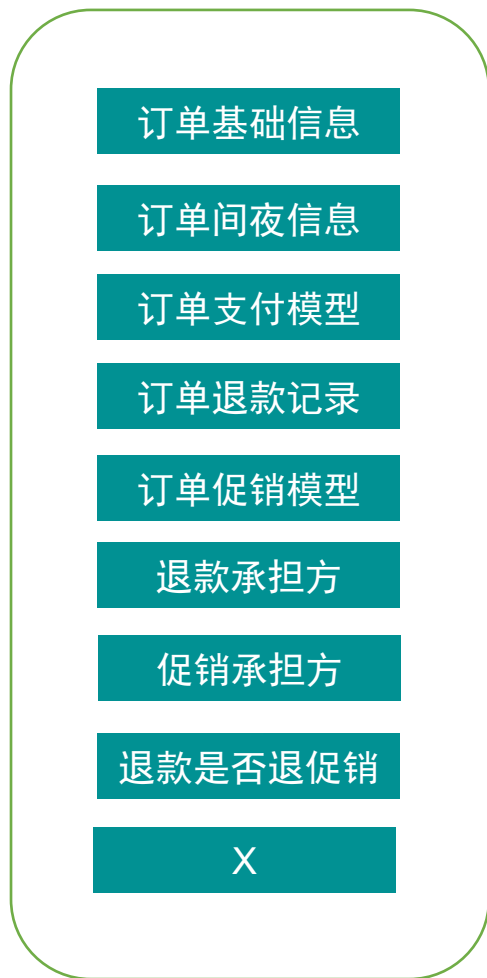 订单基础信息
订单间夜信息
订单支付模型
订单退款记录
订单促销模型
退款承担方
促销承担方
退款是否退促销
X